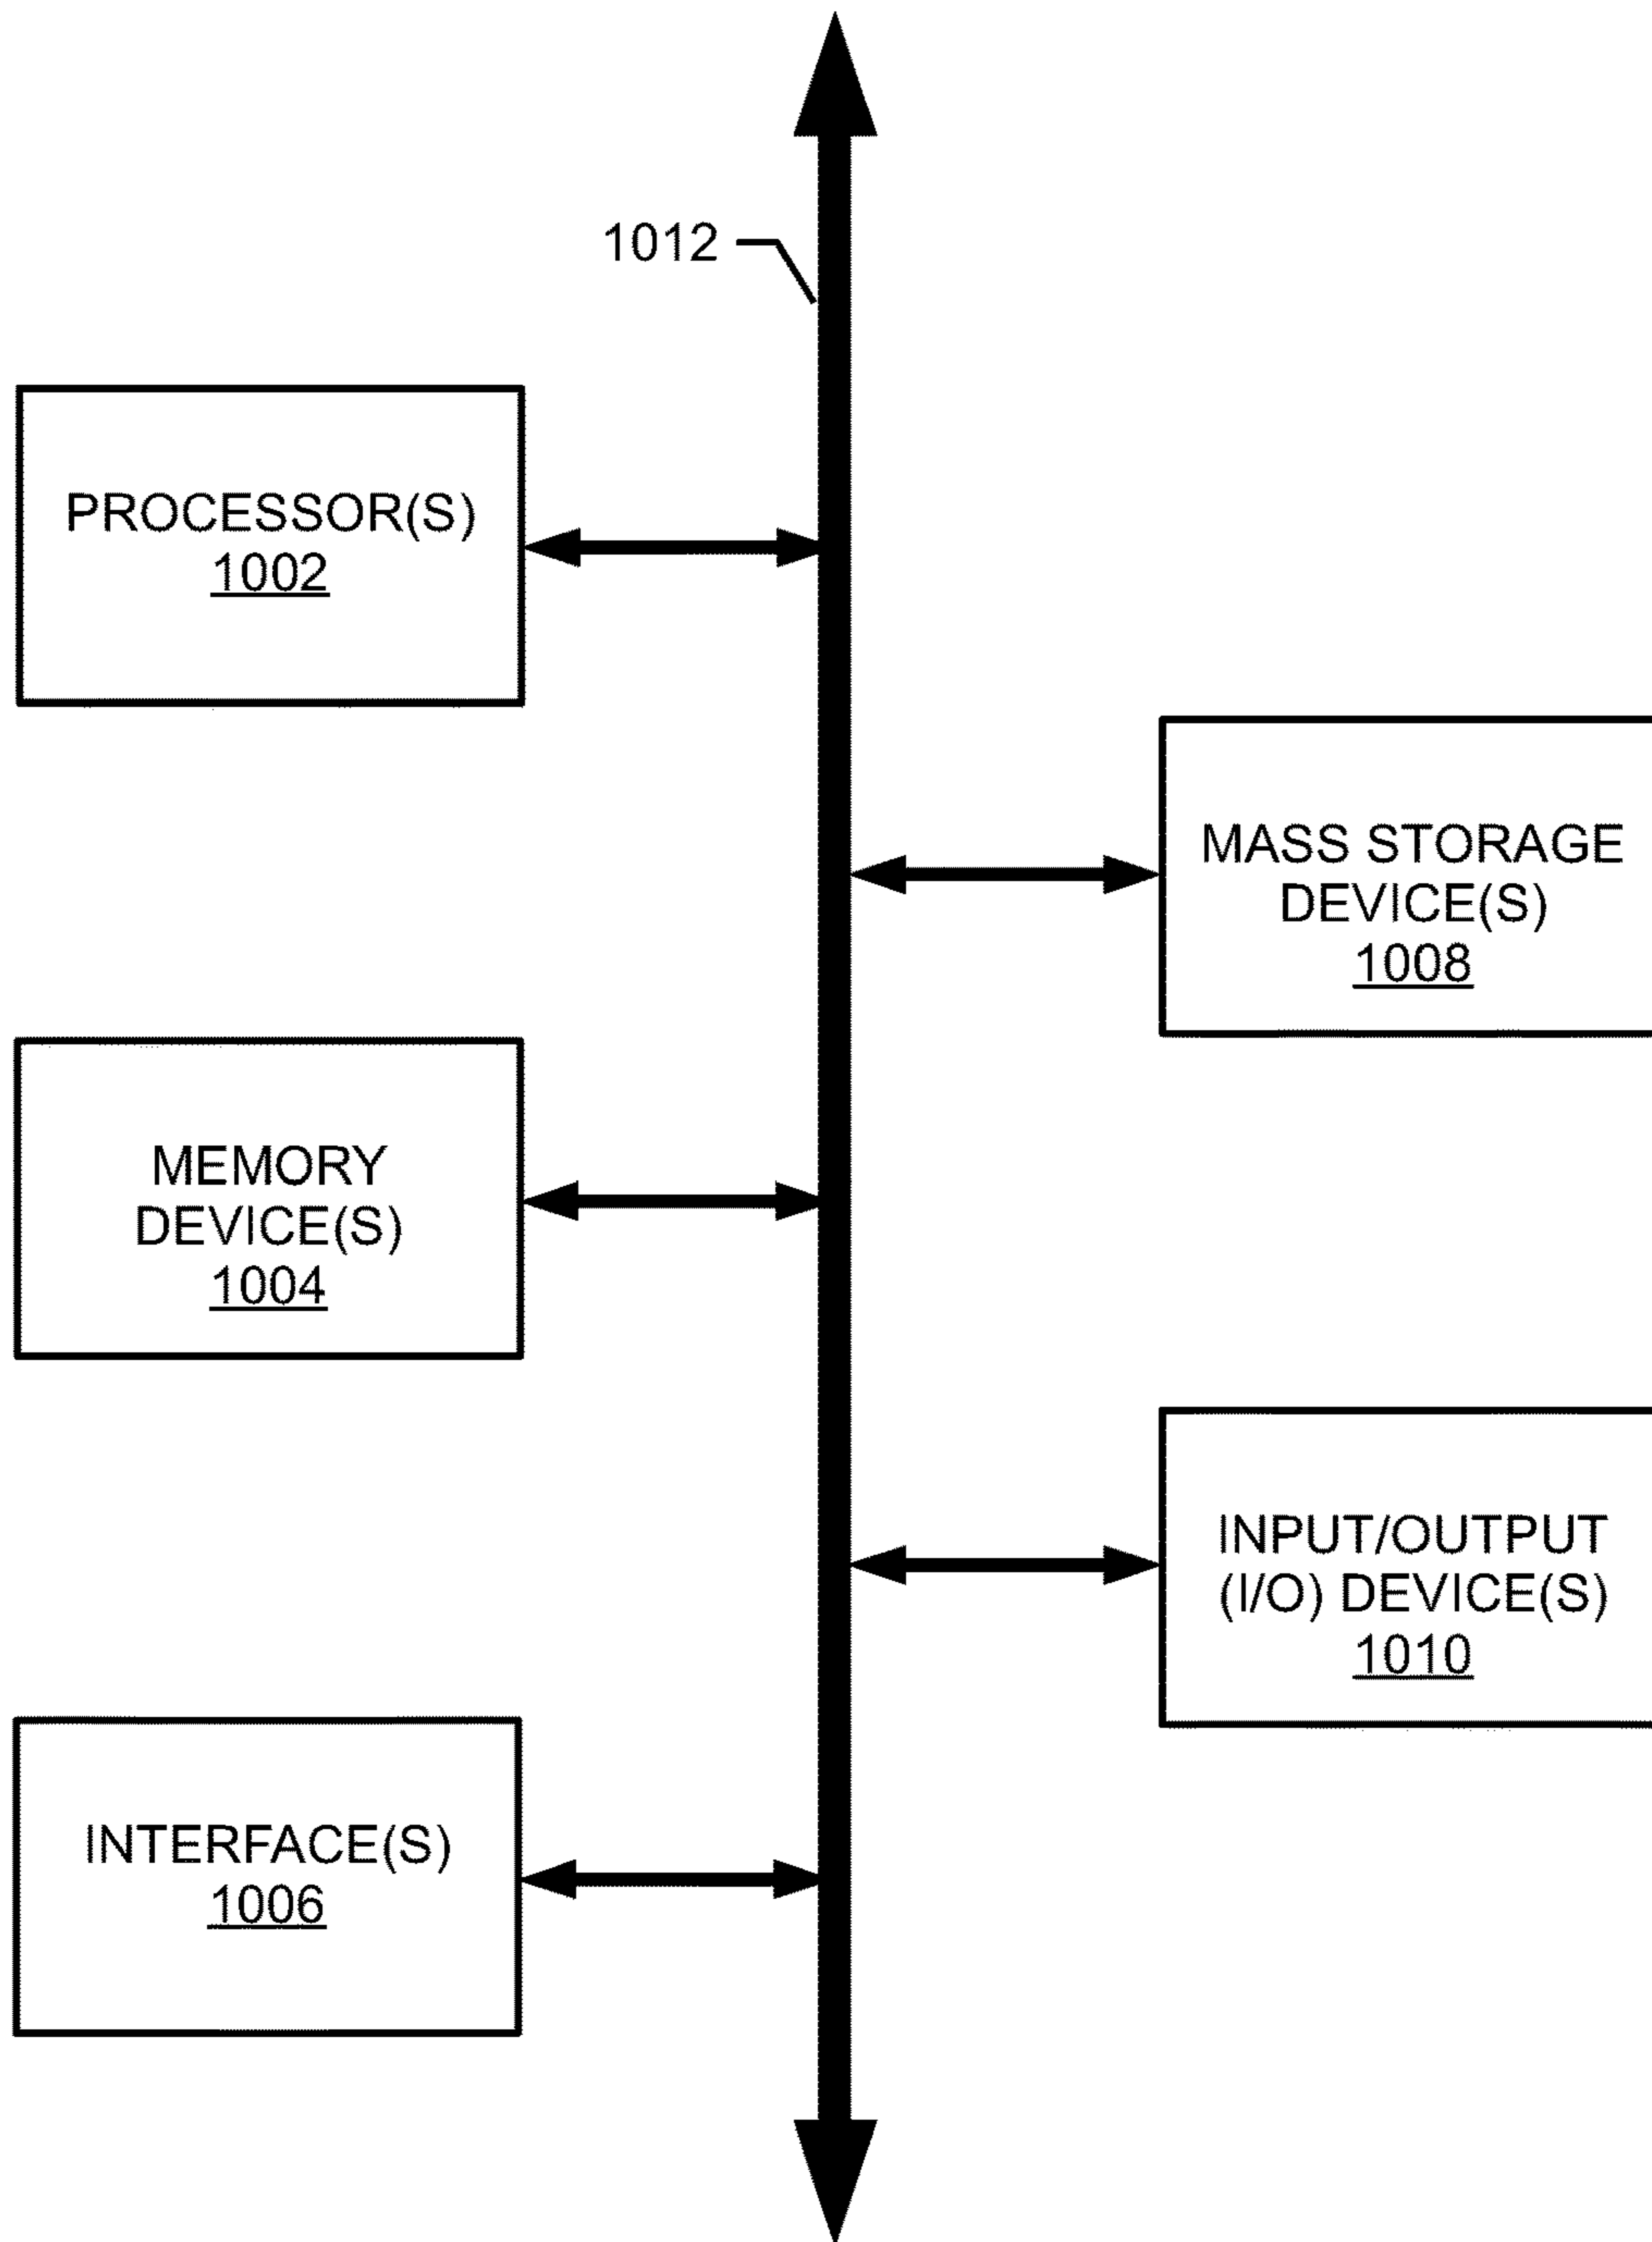 1012
PROCESSOR(S)
1002
MASS STORAGE
DEVICE(S)
1008
MEMORY
DEVICE(S)
1004
INPUT/OUTPUT
(I/O) DEVICE(S)
1010
INTERFACE(S)
1006